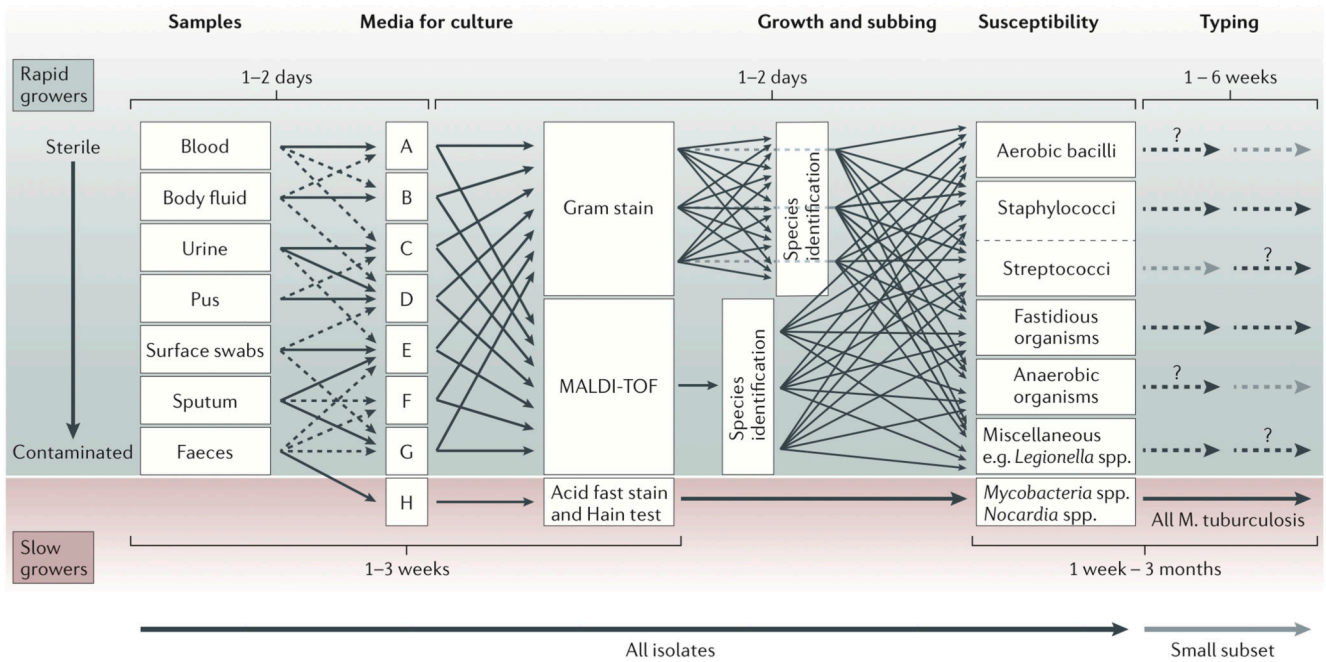 Samples
Media for culture
Growth and subbing
Susceptibility
Typing
Rapid
growers
1–2 days
1–2 days
1 – 6 weeks
Sterile
Contaminated
Blood
Body fluid
Urine
Pus
Surface swabs
Sputum
Faeces
A
B
C
D
E
F
G
H
Gram stain
MALDI-TOF
Acid fast stain
and Hain test
Species
identification
Species
identification
Aerobic bacilli
Staphylococci
Streptococci
Fastidious
organisms
Anaerobic
organisms
Miscellaneous
e.g. Legionella spp.
Mycobacteria spp.
Nocardia spp.
?
?
?
?
All M. tuburculosis
Slow
growers
1–3 weeks
1 week – 3 months
All isolates
Small subset